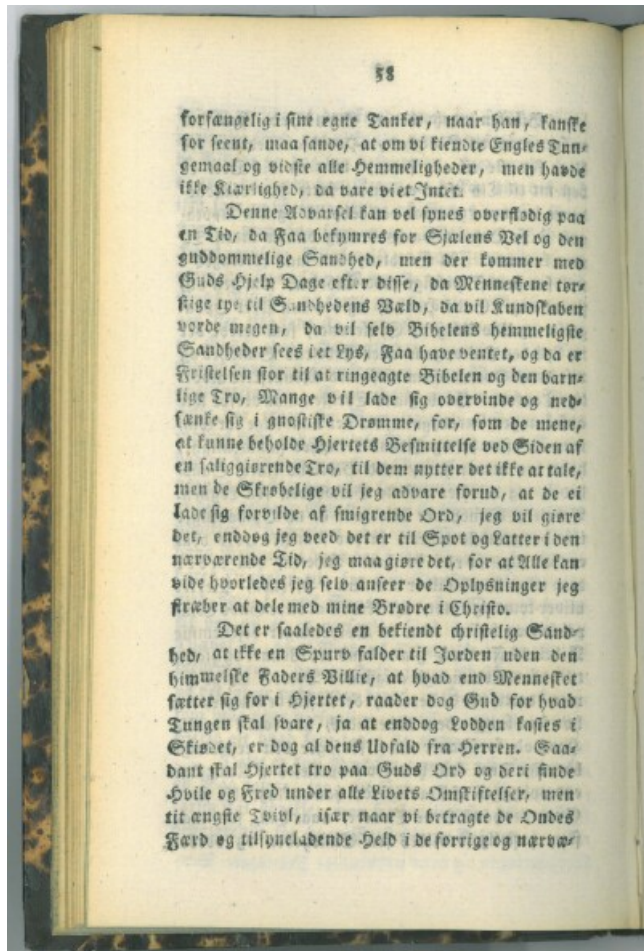 58
forfængelig i sine egne Tanker, naar han, kanske
for seent, maa sande, at om vi kiendte Engles Tun-
gemaal og vidste alle Hemmeligheder, men havde
ikke Kiærlighed, da vare vi et Intet.
Denne Advarsel kan vel synes overflødig paa
en Tid, da Faa bekymres for Sjælens Vel og den
guddommelige Sandhed, men der kommer med
Guds Hjelp Dage efter disse, da Menneskene tør-
stige tye til Sandhedens Væld, da vil Kundskaben
vorde megen, da vil selv Bibelens hemmeligste
Sandheder sees i et Lys, Faa have ventet, og da er
Fristelsen stor til at ringeagte Bibelen og den barn-
lige Tro, Mange vil lade sig overvinde og ned-
sænke sig i gnostiske Drømme, for, som de mene,
at kunne beholde Hjertets Besmittelse ved Siden af
en saliggiørende Tro, til dem nytter det ikke at tale,
men de Skrøbelige vil jeg advare forud, at de ei
lade sig forvilde af smigrende Ord, jeg vil giøre
det, enddog jeg veed det er til Spot og Latter i den
nærværende Tid, jeg maa giøre det, for at Alle kan
vide hvorledes jeg selv anseer de Oplysninger jeg
stræber at dele med mine Brødre i Christo.
Det er saaledes en bekiendt christelig Sand-
hed, at ikke en Spurv falder til Jorden uden den
himmelske Faders Villie, at hvad end Mennesket
sætter sig for i Hjertet, raader dog Gud for hvad
Tungen skal svare, ja at enddog Lodden kastes i
Skiødet, er dog al dens Udfald fra Herren. Saa-
dant skal Hjertet tro paa Guds Ord og deri finde
Hvile og Fred under alle Livets Omskiftelser, men
tit ængste Tvivl, især naar vi betragte de Ondes
Færd og tilsyneladende Held i de forrige og nærvæ-